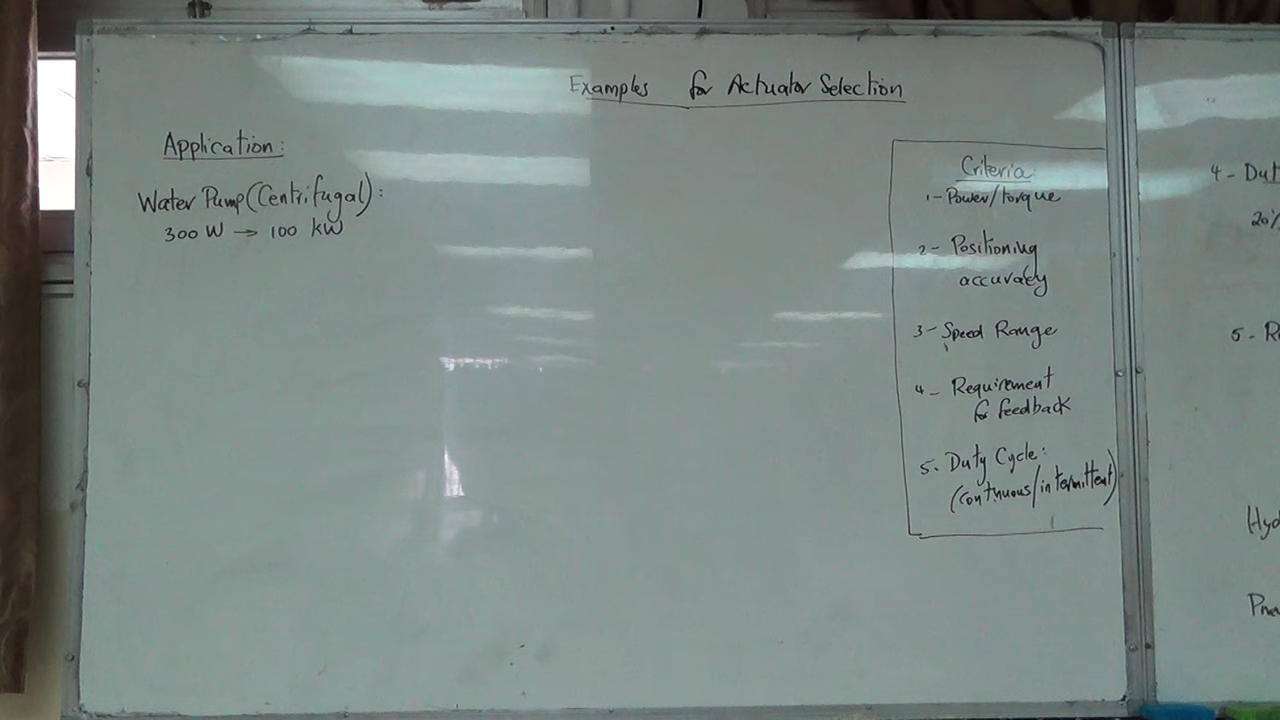 Examples for Actuator Selection
Application:
Water Pump (Centrifugal):
300 W → 100 kW
Criteria
1- Power/torque
2- Positioning
accuracy
3- Speed Range
4- Requirement
for feedback
5. Duty Cycle:
(continuous/intermittent)
4- Dut
20%
5- R
Hyd
Pne